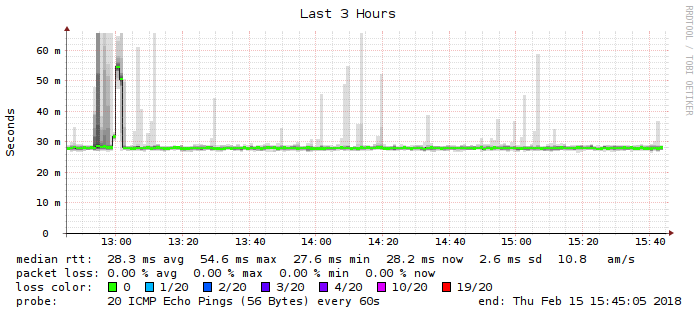 Last 3 Hours
RRDTOOL / TOBI OETIKER
Seconds
60 m
50 m
40 m
30 m
20 m
10 m
0
13:00 13:20 13:40 14:00 14:20 14:40 15:00 15:20 15:40
median rtt: 28.3 ms avg 54.6 ms max 27.6 ms min 28.2 ms now 2.6 ms sd 10.8 am/s
packet loss: 0.00 % avg 0.00 % max 0.00 % min 0.00 % now
loss color: 0 1/20 2/20 3/20 4/20 10/20 19/20
probe: 20 ICMP Echo Pings (56 Bytes) every 60s end: Thu Feb 15 15:45:05 2018